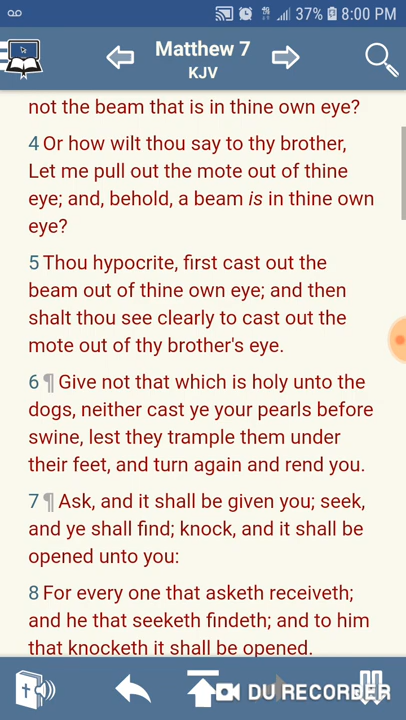 37% 8:00 PM
Matthew 7
KJV
not the beam that is in thine own eye?
4 Or how wilt thou say to thy brother,
Let me pull out the mote out of thine
eye; and, behold, a beam is in thine own
eye?
5 Thou hypocrite, first cast out the
beam out of thine own eye; and then
shalt thou see clearly to cast out the
mote out of thy brother's eye.
6 ¶ Give not that which is holy unto the
dogs, neither cast ye your pearls before
swine, lest they trample them under
their feet, and turn again and rend you.
7 ¶ Ask, and it shall be given you; seek,
and ye shall find; knock, and it shall be
opened unto you:
8 For every one that asketh receiveth;
and he that seeketh findeth; and to him
that knocketh it shall be opened.
DU RECORDER